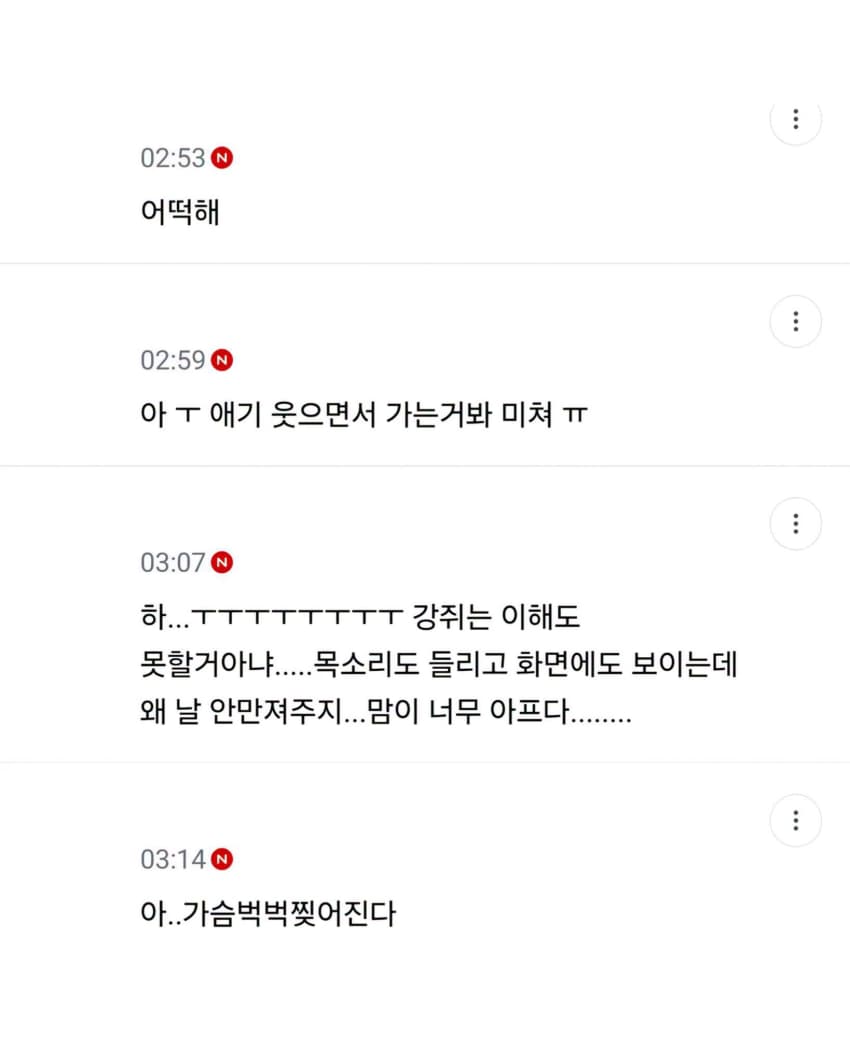 02:53 N
어떡해
02:59 N
아 ㅜ 애기 웃으면서 가는거봐 미쳐 ㅠ
03:07 N
하...ㅜㅜㅜㅜㅜㅜㅜㅜ 강쥐는 이해도
못할거아냐.....목소리도 들리고 화면에도 보이는데
왜 날 안만져주지...맘이 너무 아프다........
03:14 N
아..가슴벅벅찢어진다